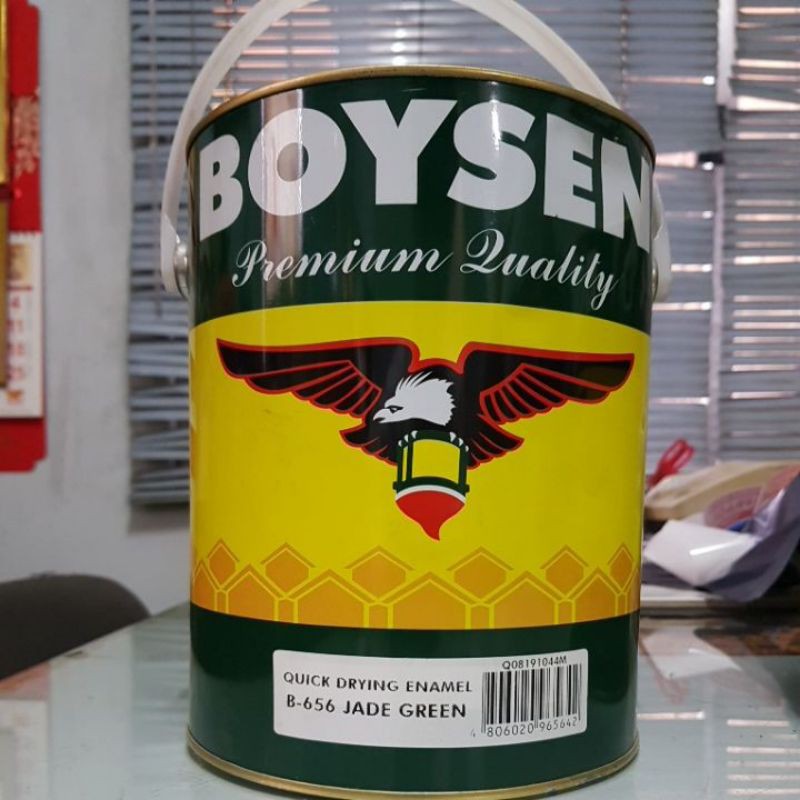 BOYSEN
Premium Quality
Q08191044M
QUICK DRYING ENAMEL
B-656 JADE GREEN
4 806020 965642